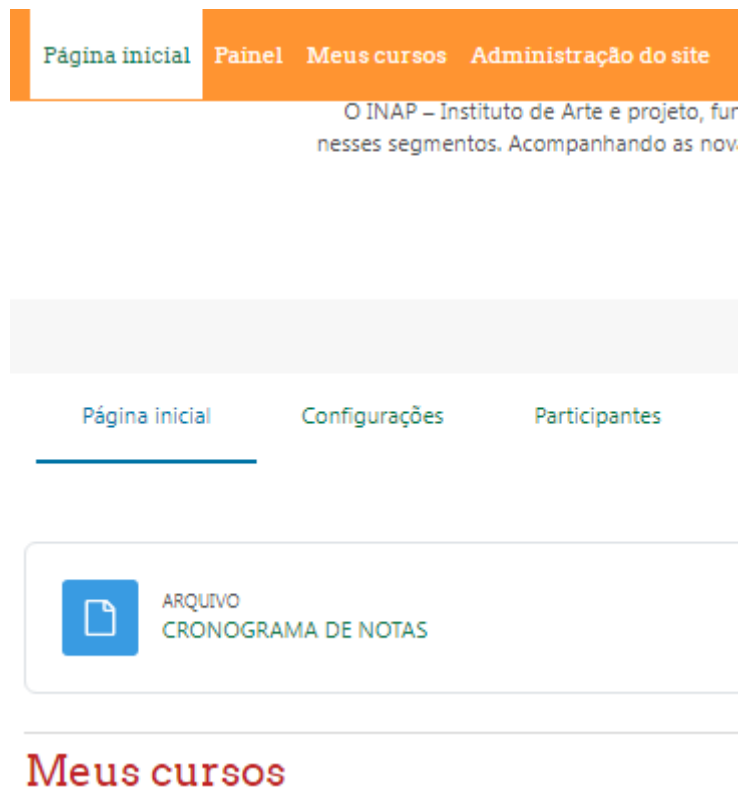 Página inicial Painel Meus cursos Administração do site
O INAP – Instituto de Arte e projeto,
nesses segmentos. Acompanhando as
Página inicial Configurações Participantes
ARQUIVO
CRONOGRAMA DE NOTAS
Meus cursos